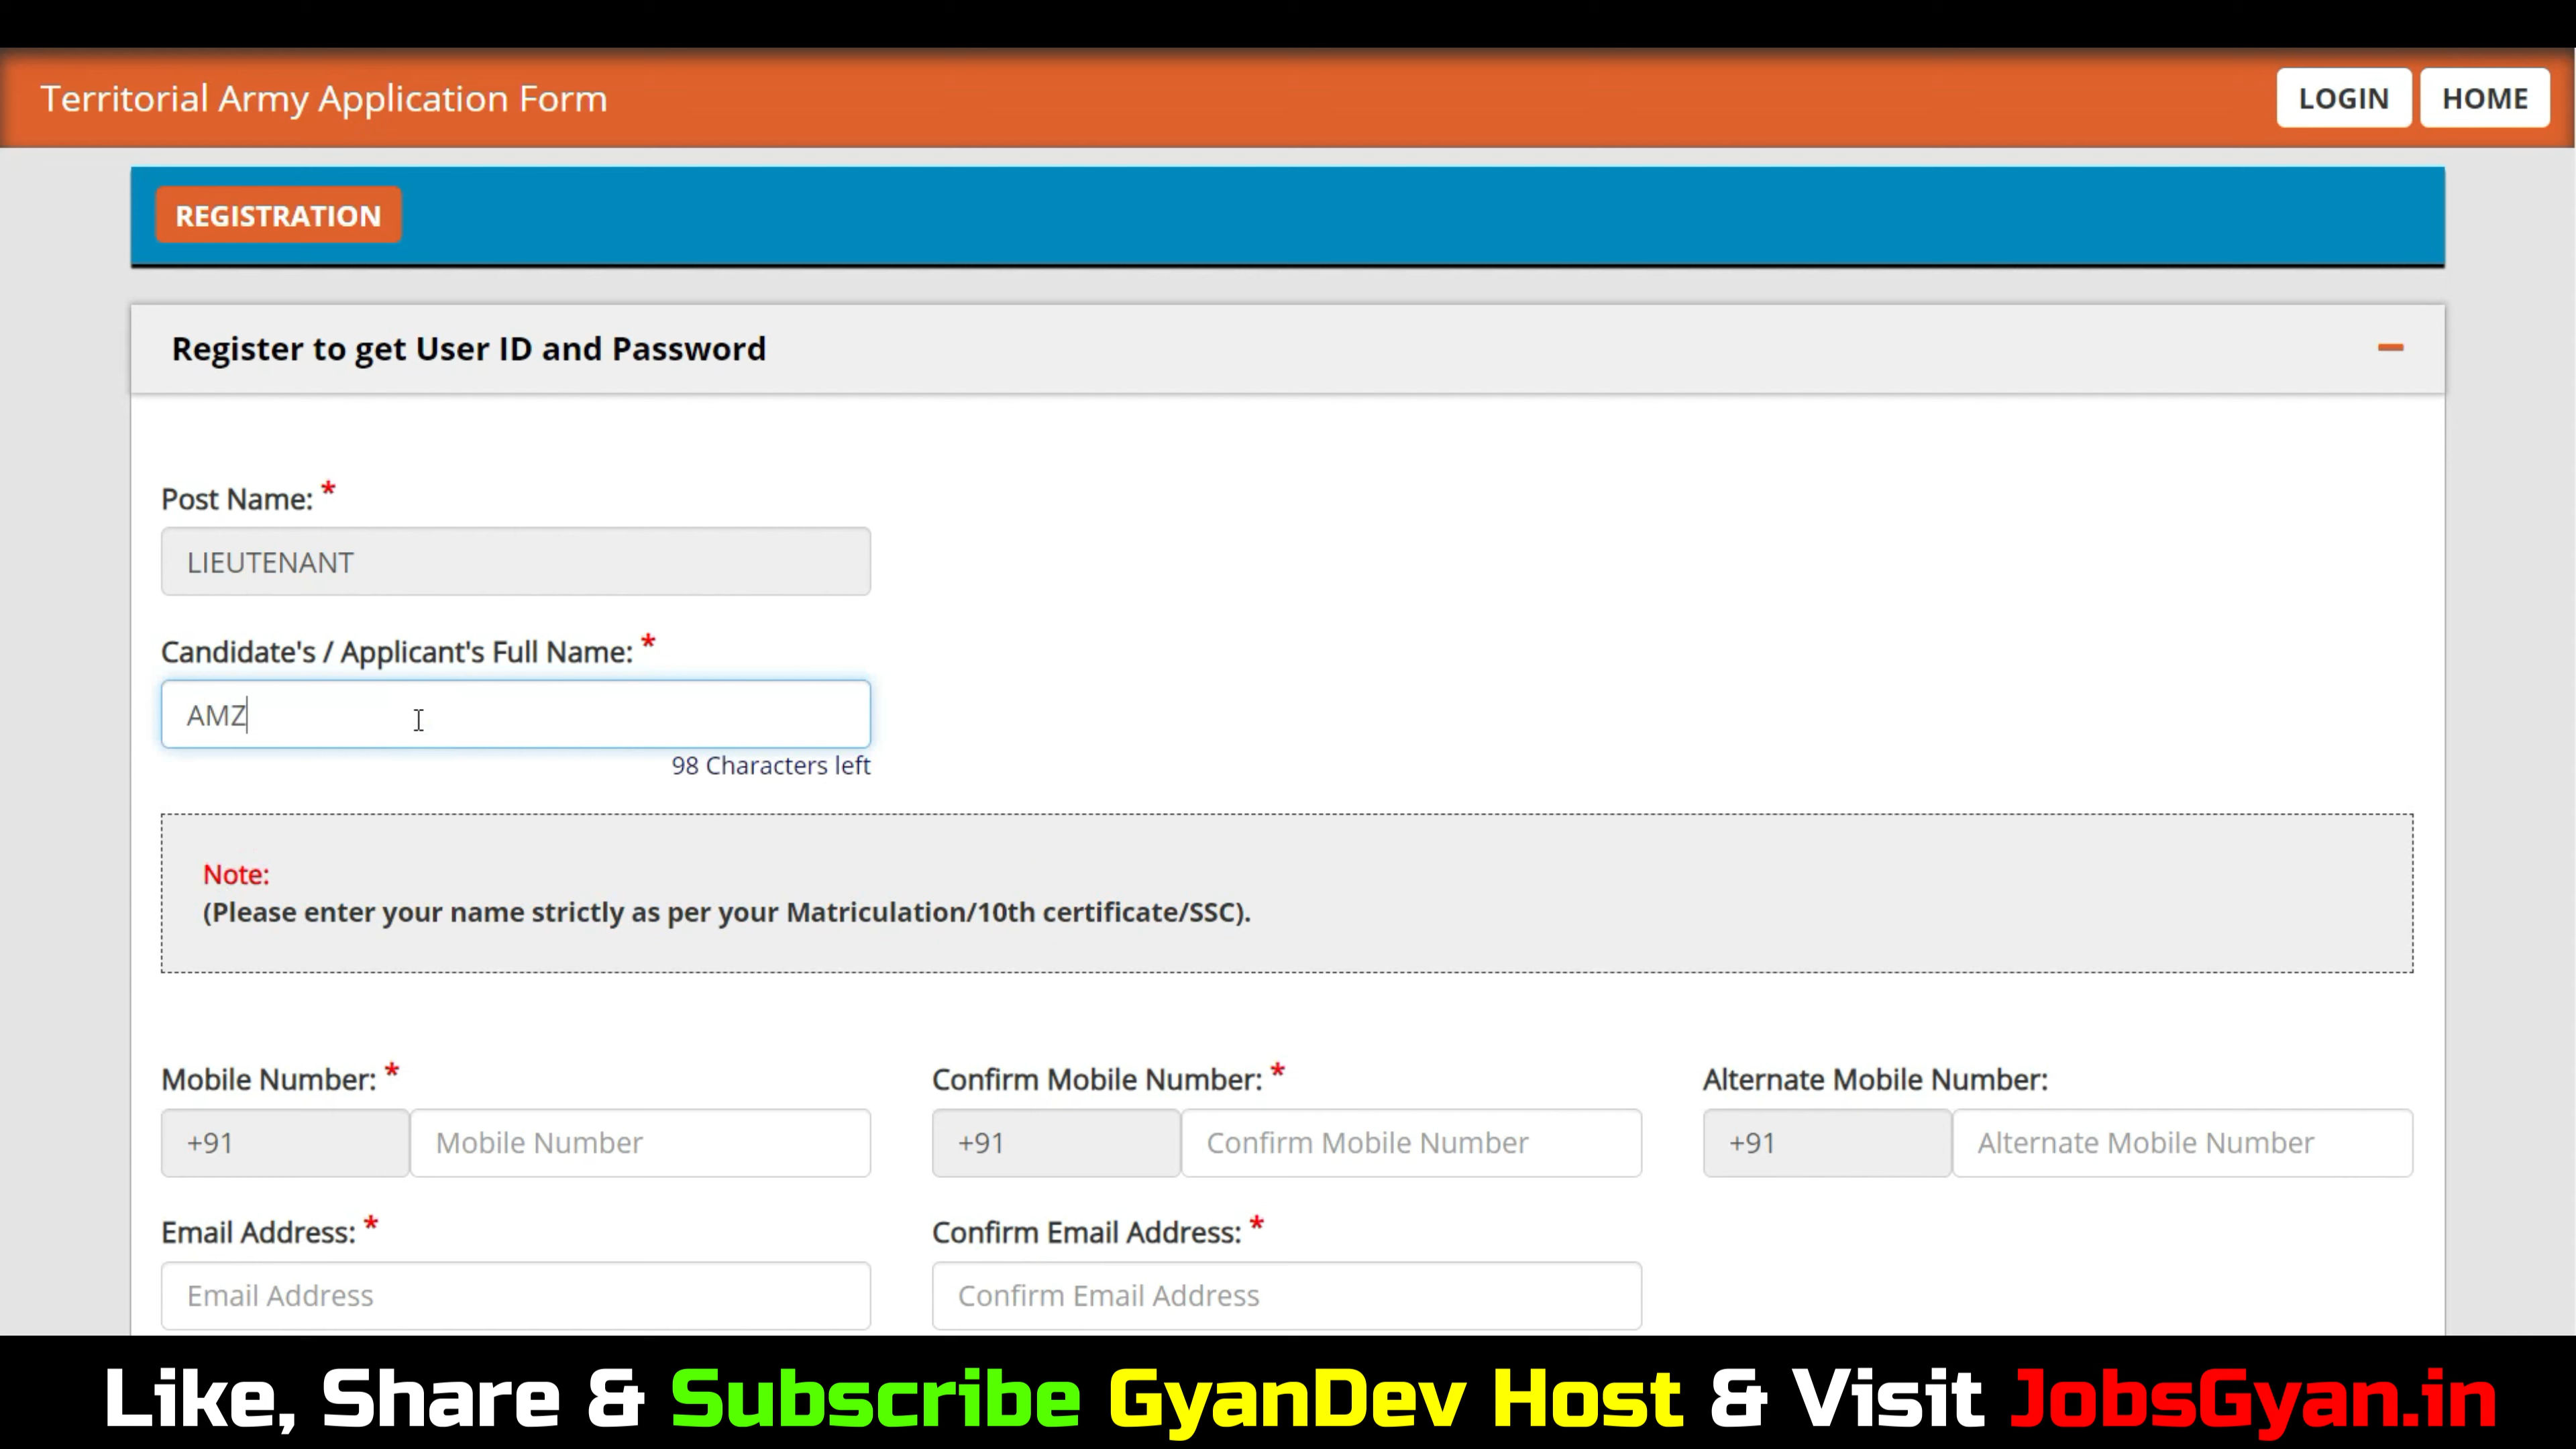 Territorial Army Application Form
LOGIN
HOME
REGISTRATION
Register to get User ID and Password
Post Name: *
LIEUTENANT
Candidate's / Applicant's Full Name: *
AMZ
98 Characters left
Note:
(Please enter your name strictly as per your Matriculation/10th certificate/SSC).
Mobile Number: *
Confirm Mobile Number: *
Alternate Mobile Number:
+91
Mobile Number
+91
Confirm Mobile Number
+91
Alternate Mobile Number
Email Address: *
Confirm Email Address: *
Email Address
Confirm Email Address
Like, Share & Subscribe GyanDev Host & Visit JobsGyan.in